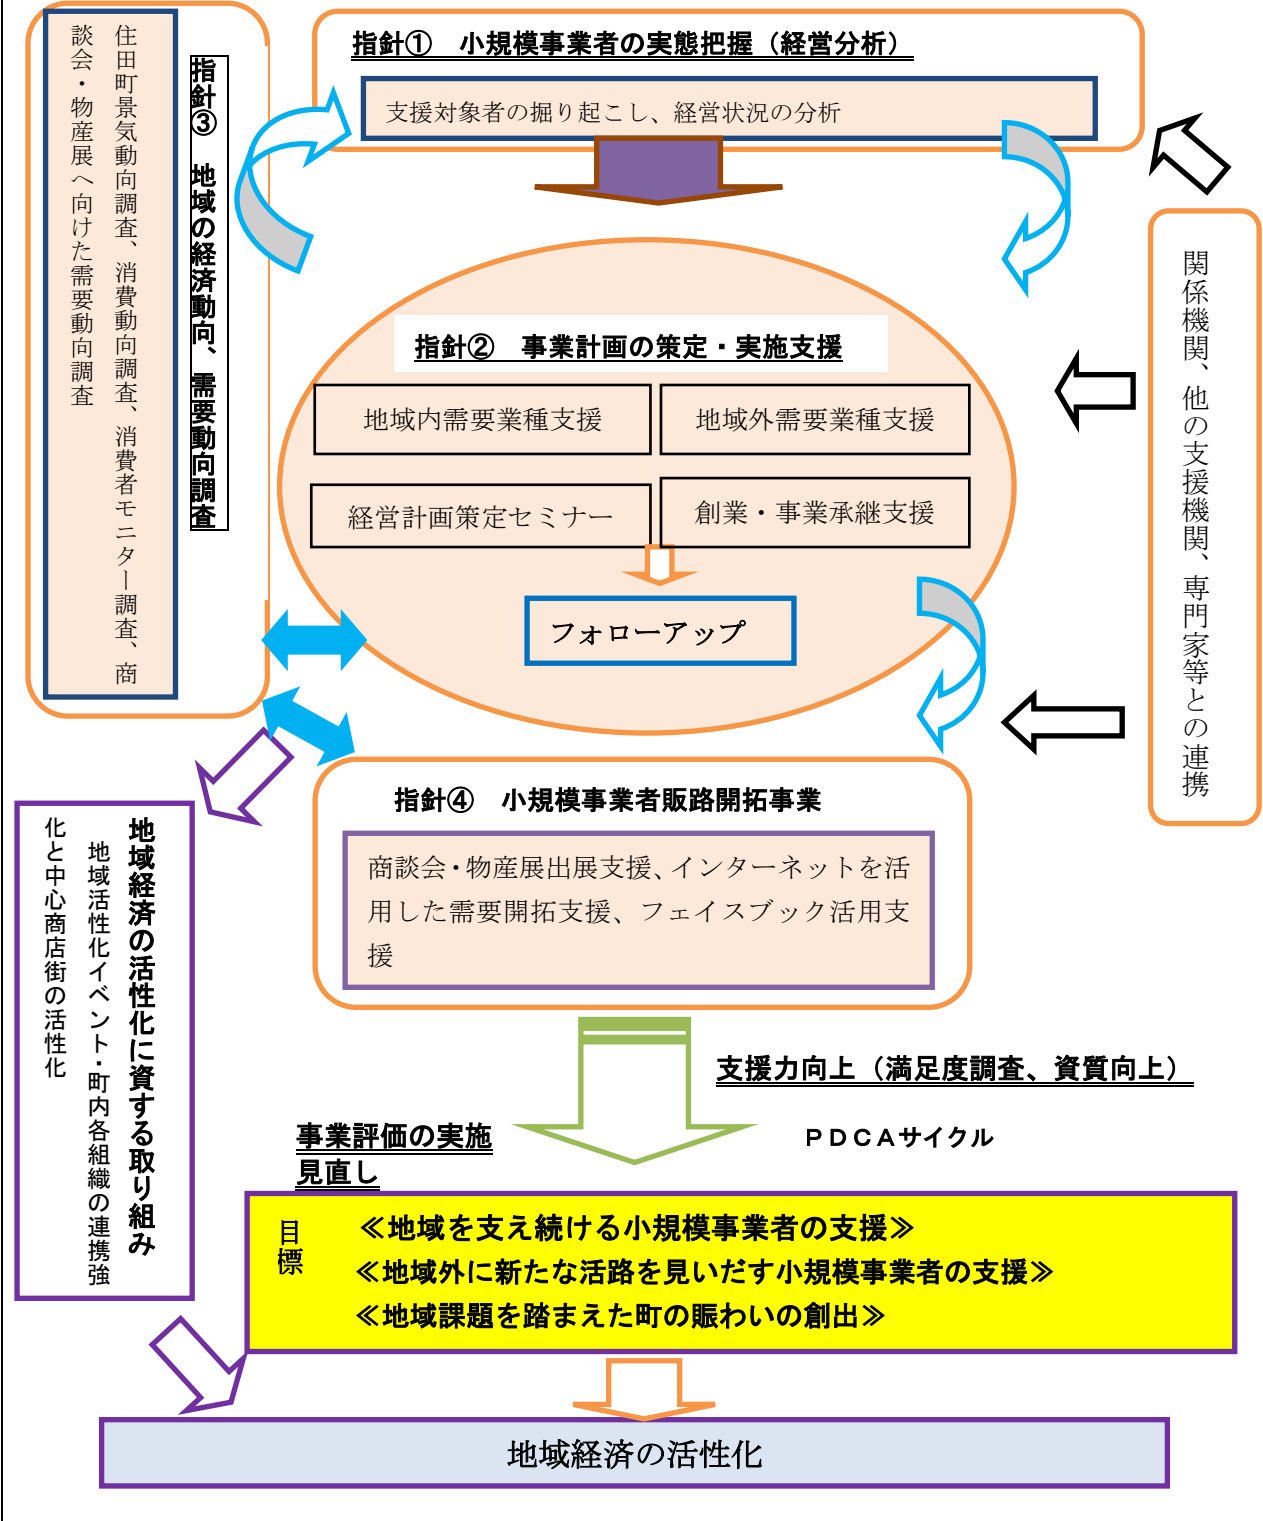 指針①　小規模事業者の実態把握（経営分析）
支援対象者の掘り起こし、経営状況の分析
指針③　地域の経済動向、需要動向調査
住田町景気動向調査、消費動向調査、消費者モニター調査、商
談会・物産展へ向けた需要動向調査
指針②　事業計画の策定・実施支援
地域内需要業種支援
地域外需要業種支援
経営計画策定セミナー
創業・事業承継支援
フォローアップ
関係機関、他の支援機関、専門家等との連携
指針④　小規模事業者販路開拓事業
商談会・物産展出展支援、インターネットを活
用した需要開拓支援、フェイスブック活用支
援
地域経済の活性化に資する取り組み
地域活性化イベント・町内各組織の連携強
化と中心商店街の活性化
支援力向上（満足度調査、資質向上）
ＰＤＣＡサイクル
事業評価の実施
見直し
目標
≪地域を支え続ける小規模事業者の支援≫
≪地域外に新たな活路を見いだす小規模事業者の支援≫
≪地域課題を踏まえた町の賑わいの創出≫
地域経済の活性化